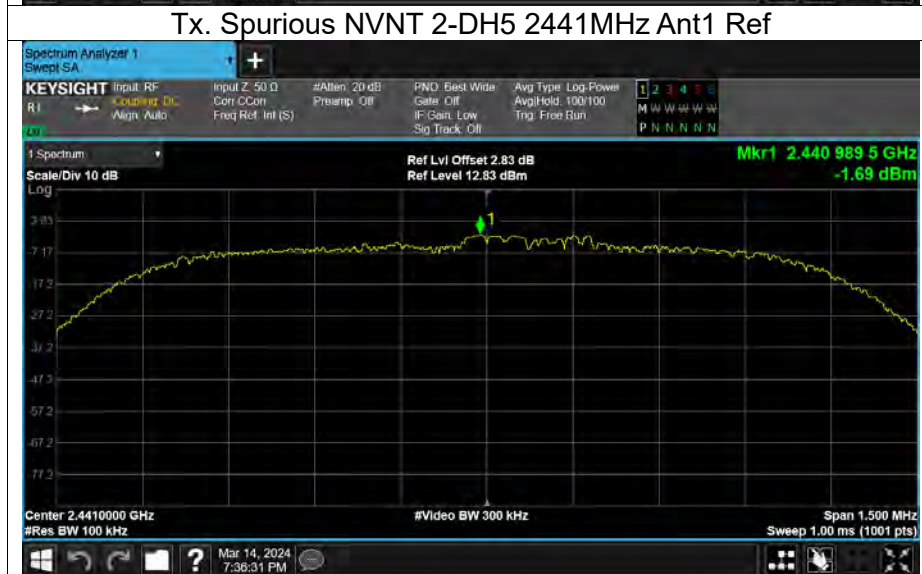 Tx. Spurious NVNT 2-DH5 2441MHz Ant1 Ref
Spectrum Analyzer 1
Swept SA
+
KEYSIGHT Input: RF
Coupling: DC
Align: Auto
Input Z: 50 Ω
Corr CCorr
Freq Ref: Int (S)
#Atten: 20 dB
Preamp: Off
PNO: Best Wide
Gate: Off
IF Gain: Low
Sig Track: Off
Avg Type: Log-Power
Avg|Hold: 100/100
Trig: Free Run
1 2 3 4 5 6
M W W W W W
P N N N N N
1 Spectrum
Scale/Div 10 dB
Log
Ref Lvl Offset 2.83 dB
Ref Level 12.83 dBm
Mkr1 2.440 989 5 GHz
-1.69 dBm
1
2.83
-7.17
-17.2
-27.2
-37.2
-47.2
-57.2
-67.2
-77.2
Center 2.4410000 GHz
#Res BW 100 kHz
#Video BW 300 kHz
Span 1.500 MHz
Sweep 1.00 ms (1001 pts)
?
Mar 14, 2024
7:36:31 PM